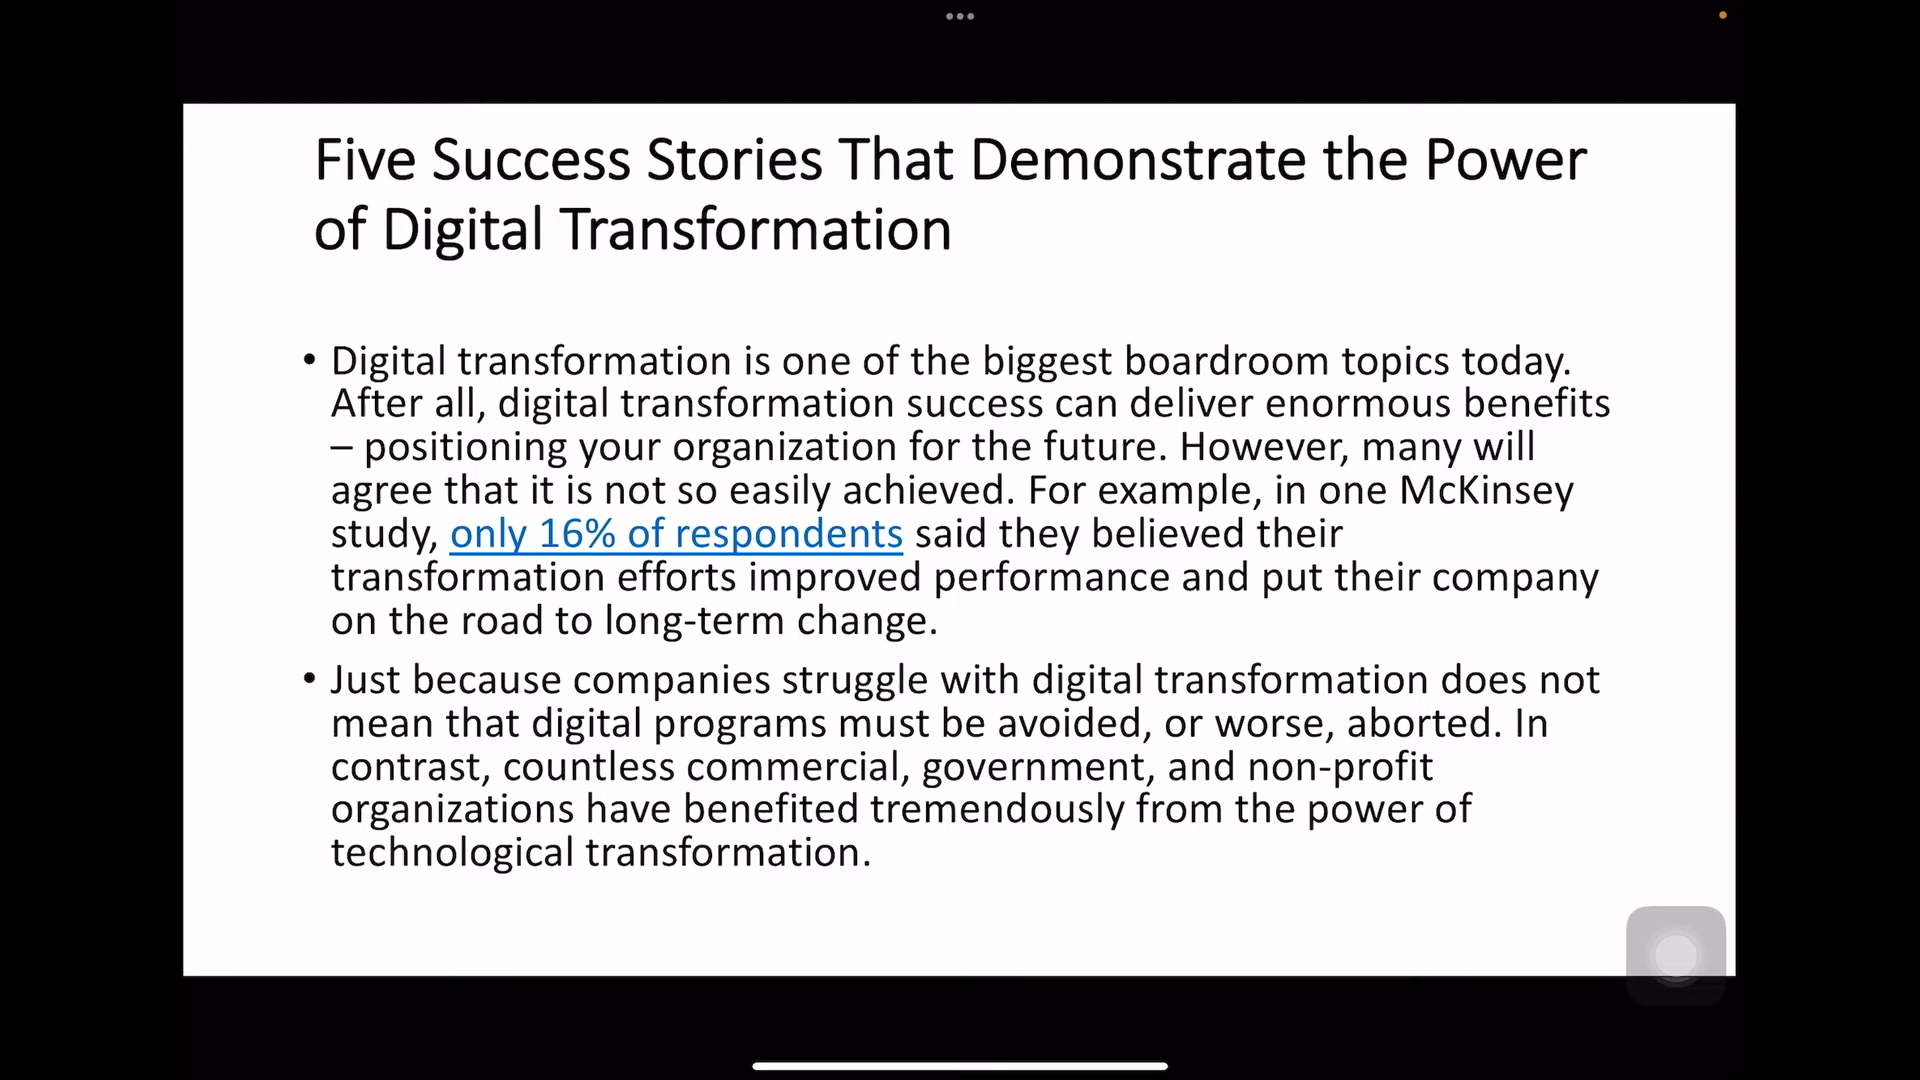 Five Success Stories That Demonstrate the Power
of Digital Transformation
• Digital transformation is one of the biggest boardroom topics today.
After all, digital transformation success can deliver enormous benefits
– positioning your organization for the future. However, many will
agree that it is not so easily achieved. For example, in one McKinsey
study, only 16% of respondents said they believed their
transformation efforts improved performance and put their company
on the road to long-term change.
• Just because companies struggle with digital transformation does not
mean that digital programs must be avoided, or worse, aborted. In
contrast, countless commercial, government, and non-profit
organizations have benefited tremendously from the power of
technological transformation.